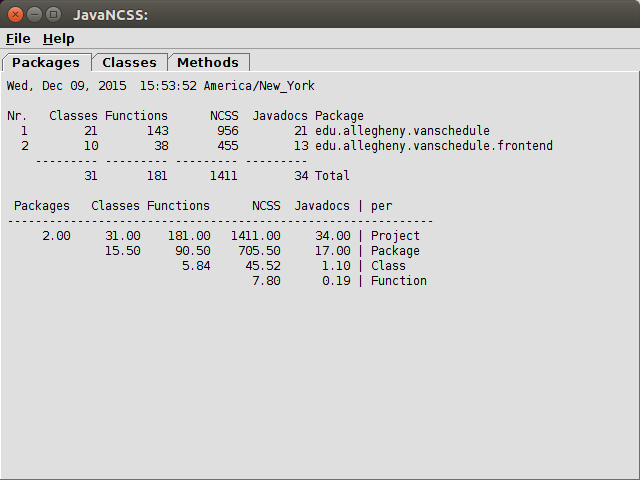 JavaNCSS:
File Help
Packages Classes Methods
Wed, Dec 09, 2015  15:53:52 America/New_York
Nr.   Classes Functions      NCSS  Javadocs Package
  1        21       143       956        21 edu.allegheny.vanschedule
  2        10        38       455        13 edu.allegheny.vanschedule.frontend
    --------- --------- --------- ---------
           31       181      1411        34 Total
 Packages   Classes Functions      NCSS  Javadocs | per
-------------------------------------------------------------
     2.00     31.00    181.00   1411.00     34.00 | Project
              15.50     90.50    705.50     17.00 | Package
                         5.84     45.52      1.10 | Class
                                   7.80      0.19 | Function